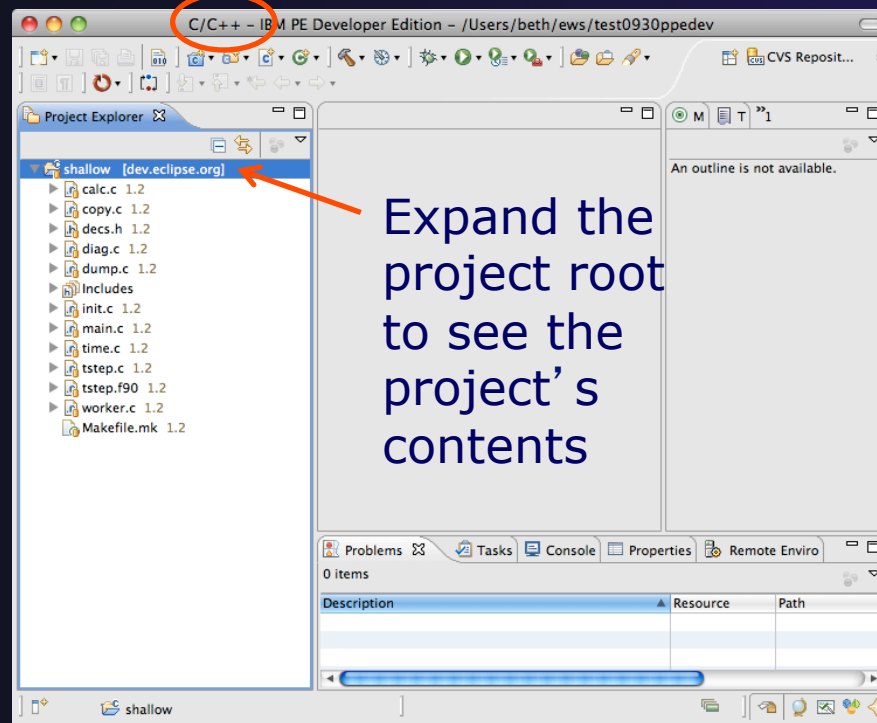 C/C++ – IBM PE Developer Edition – /Users/beth/ews/test0930ppedev
CVS Reposit...
Project Explorer
M T »1
shallow [dev.eclipse.org]
An outline is not available.
calc.c 1.2
copy.c 1.2
decs.h 1.2
diag.c 1.2
dump.c 1.2
Includes
init.c 1.2
main.c 1.2
time.c 1.2
tstep.c 1.2
tstep.f90 1.2
worker.c 1.2
Makefile.mk 1.2
Expand the
project root
to see the
project’s
contents
Problems Tasks Console Properties Remote Enviro
0 items
Description Resource Path
shallow